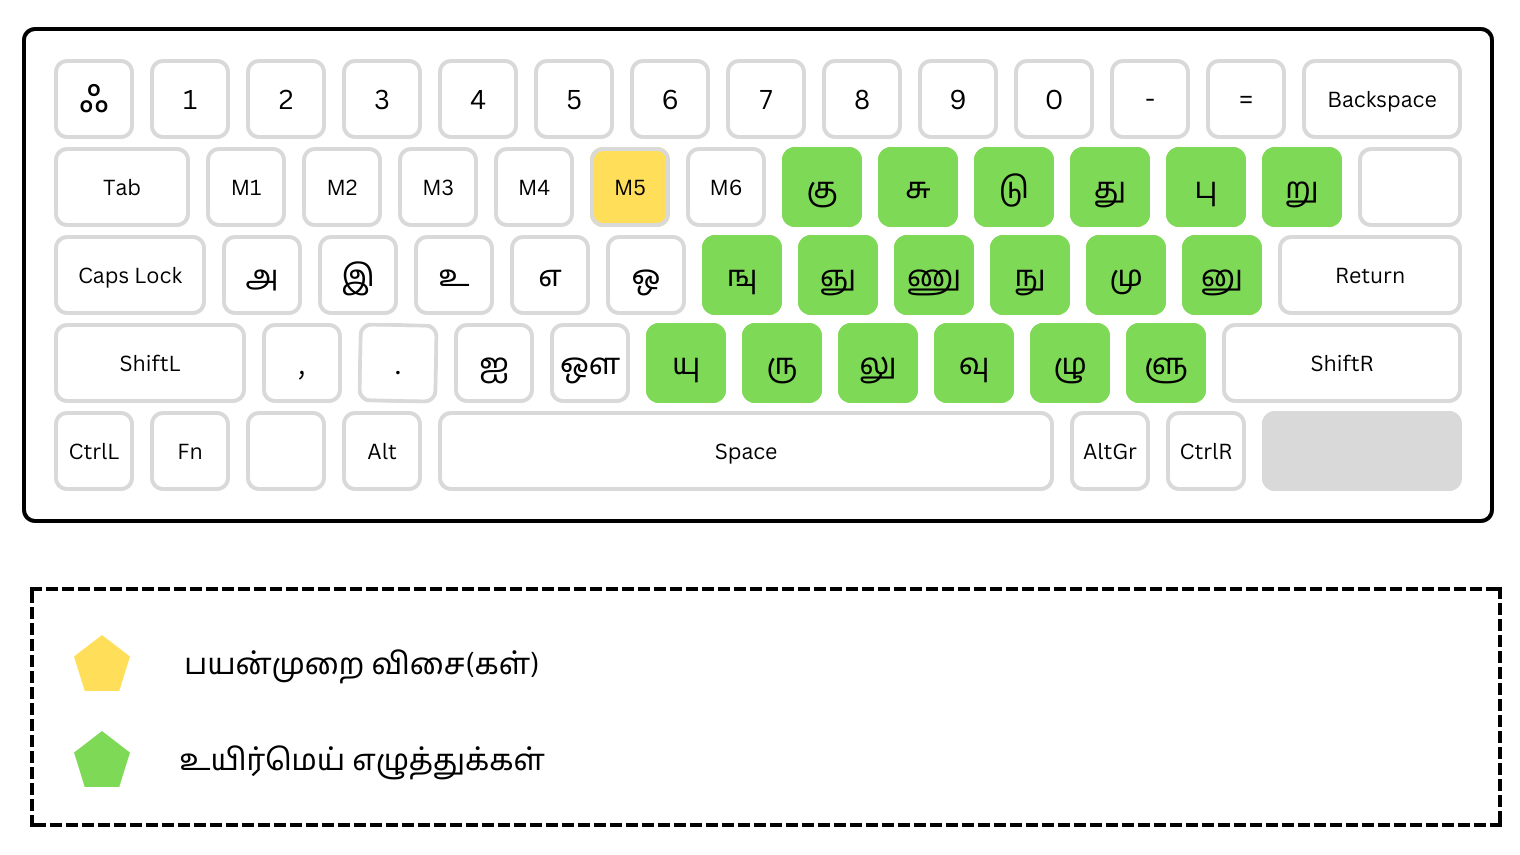 ஃ 1 2 3 4 5 6 7 8 9 0 - = Backspace
Tab M1 M2 M3 M4 M5 M6 கு சு டு து பு று
Caps Lock அ இ உ எ ஒ ஙு ஞு ணு நு மு னு Return
ShiftL , . ஐ ஔ யு ரு லு வு ழு ளு ShiftR
CtrlL Fn Alt Space AltGr CtrlR
பயன்முறை விசை(கள்)
உயிர்மெய் எழுத்துக்கள்